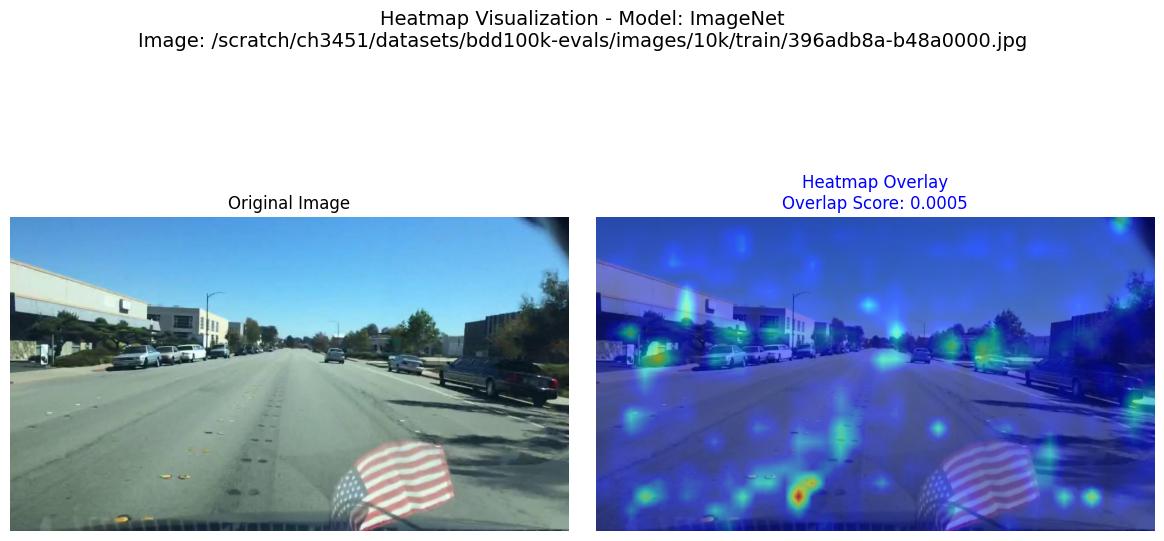 Heatmap Visualization - Model: ImageNet
Image: /scratch/ch3451/datasets/bdd100k-evals/images/10k/train/396adb8a-b48a0000.jpg
Original Image
Heatmap Overlay
Overlap Score: 0.0005